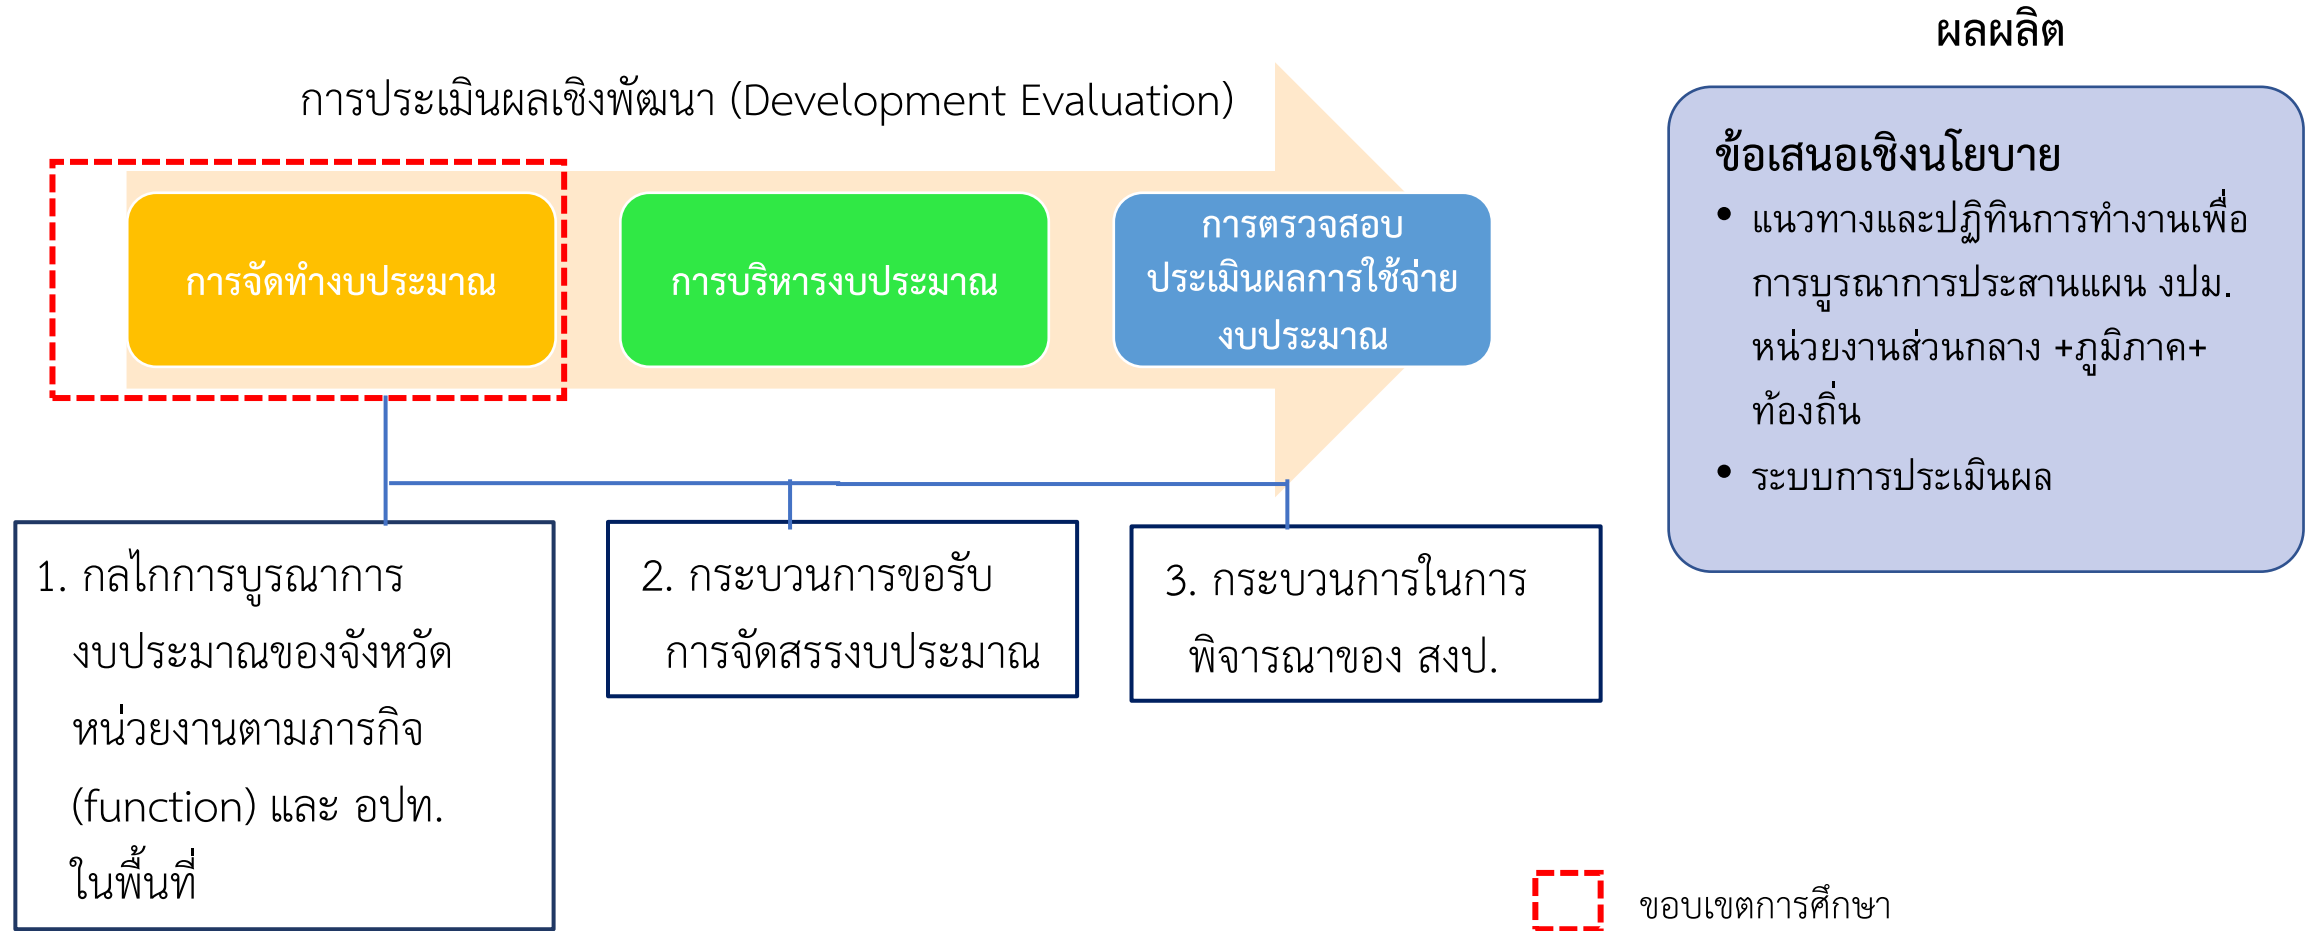 ผลผลิต
การประเมินผลเชิงพัฒนา (Development Evaluation)
การจัดทำงบประมาณ
การบริหารงบประมาณ
การตรวจสอบ
ประเมินผลการใช้จ่าย
งบประมาณ
ข้อเสนอเชิงนโยบาย
• แนวทางและปฏิทินการทำงานเพื่อ
การบูรณาการประสานแผน งปม.
หน่วยงานส่วนกลาง +ภูมิภาค+
ท้องถิ่น
• ระบบการประเมินผล
1. กลไกการบูรณาการ
งบประมาณของจังหวัด
หน่วยงานตามภารกิจ
(function) และ อปท.
ในพื้นที่
2. กระบวนการขอรับ
การจัดสรรงบประมาณ
3. กระบวนการในการ
พิจารณาของ สงป.
ขอบเขตการศึกษา